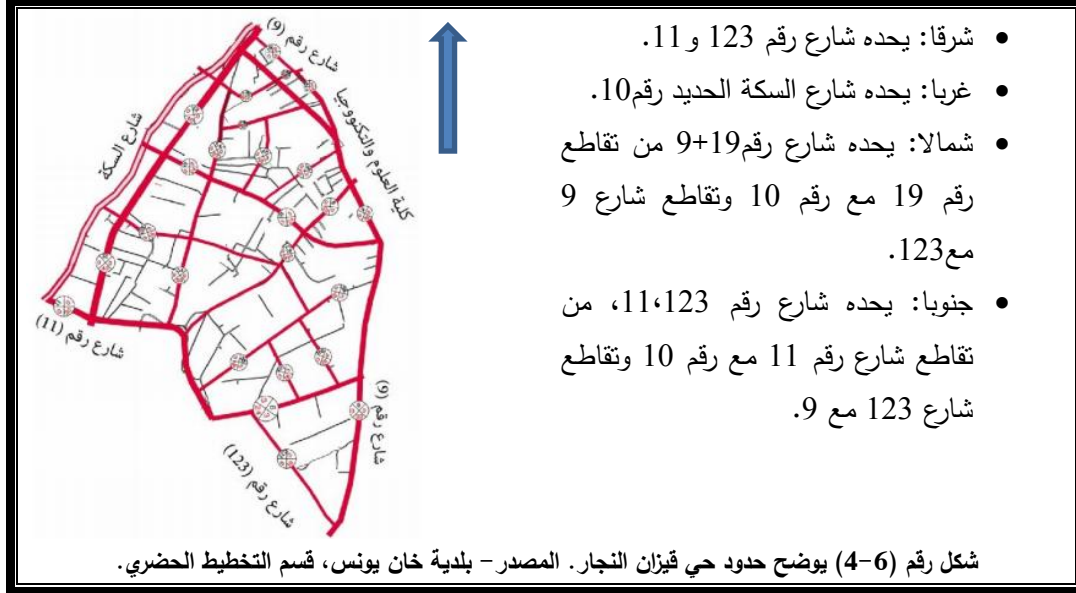 • شرقا: يحده شارع رقم 123 و11.
• غربا: يحده شارع السكة الحديد رقم10.
• شمالا: يحده شارع رقم19+9 من تقاطع
رقم 19 مع رقم 10 وتقاطع شارع 9
مع123.
• جنوبا: يحده شارع رقم 11،123، من
تقاطع شارع رقم 11 مع رقم 10 وتقاطع
شارع 123 مع 9.
شارع رقم (9)
كلية العلوم والتكنووجيا
شارع السكة
شارع رقم (11)
شارع رقم (9)
شارع رقم (123)
شكل رقم (6-4) يوضح حدود حي قيزان النجار. المصدر- بلدية خان يونس، قسم التخطيط الحضري.